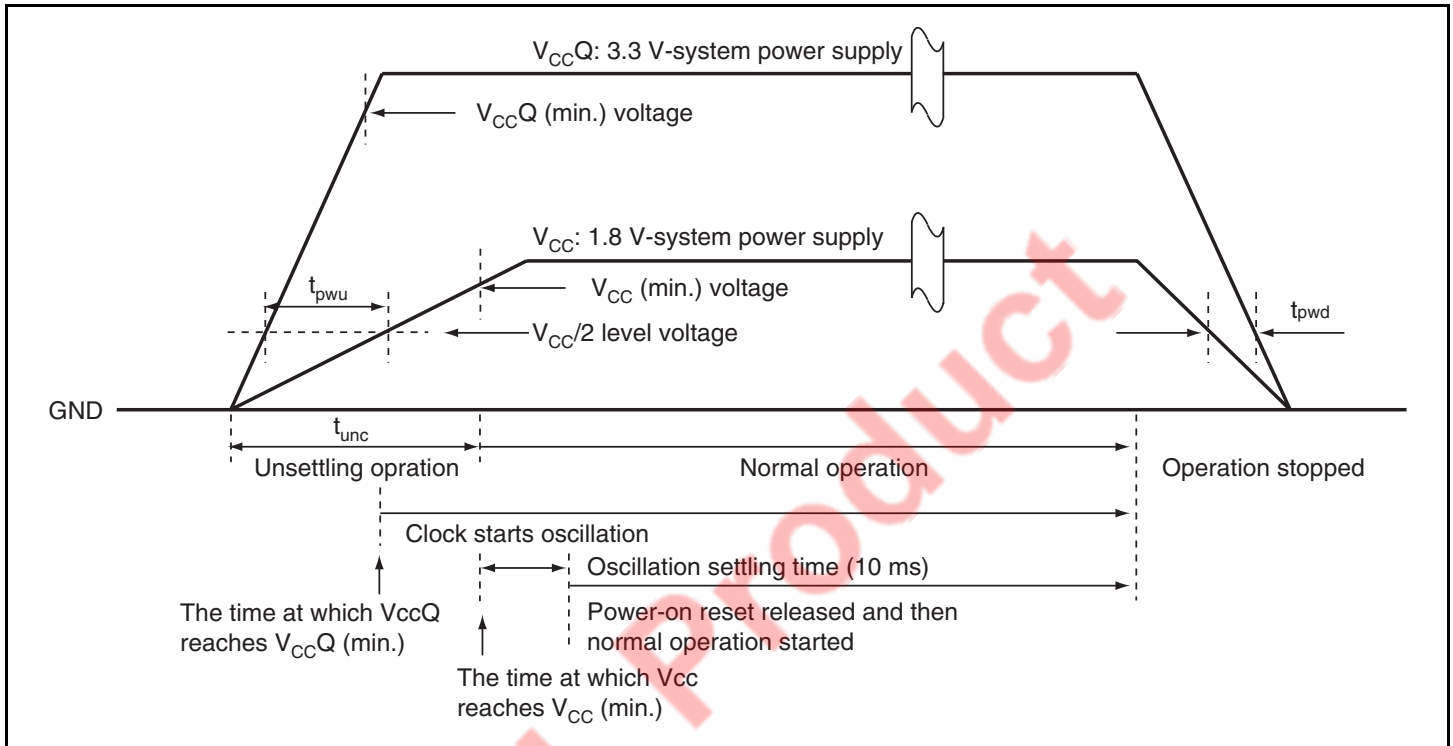 VCCQ: 3.3 V-system power supply
VCCQ (min.) voltage
VCC: 1.8 V-system power supply
tpwu
VCC (min.) voltage
VCC/2 level voltage
tpwd
GND
tunc
Unsettling opration
Normal operation
Operation stopped
Clock starts oscillation
Oscillation settling time (10 ms)
The time at which VccQ
reaches VCCQ (min.)
Power-on reset released and then
normal operation started
The time at which Vcc
reaches VCC (min.)
Product